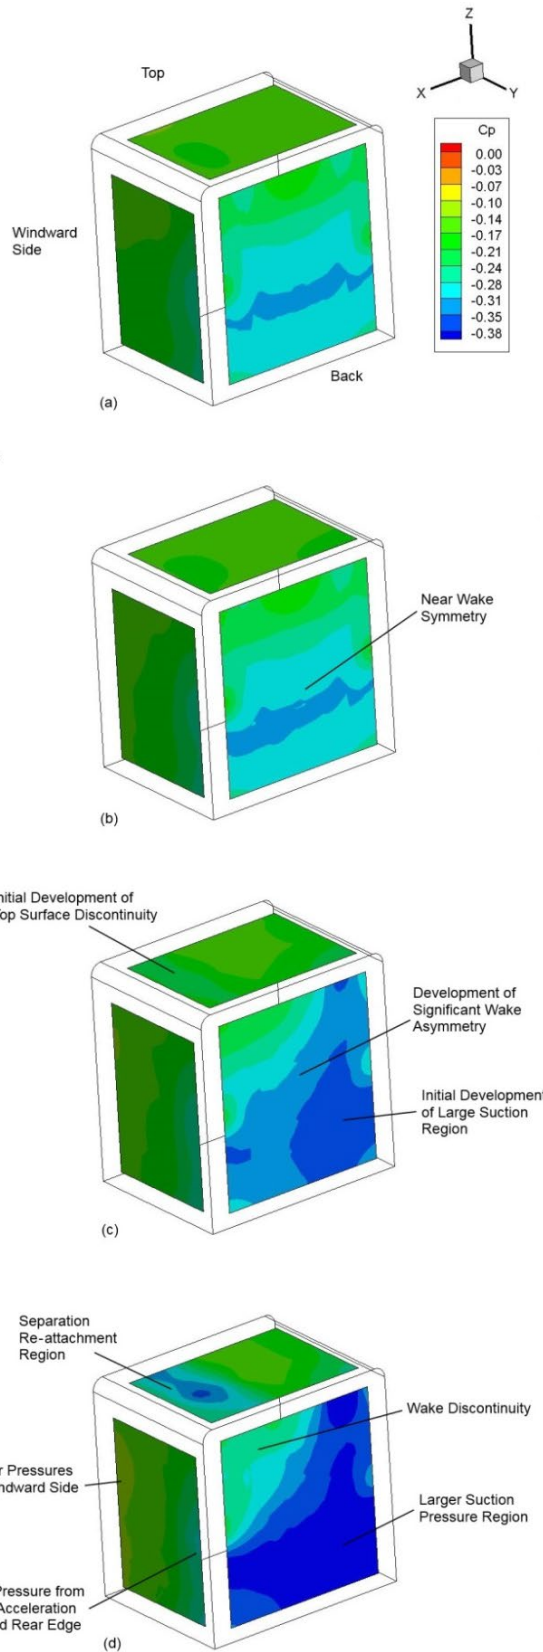 Z
Top
X
Y
Cp
0.00
-0.03
-0.07
-0.10
-0.14
-0.17
-0.21
-0.24
-0.28
-0.31
-0.35
-0.38
Windward
Side
Back
(a)
Near Wake
Symmetry
(b)
nitial Development of
Top Surface Discontinuity
Development of
Significant Wake
Asymmetry
Initial Development
of Large Suction
Region
(c)
Separation
Re-attachment
Region
Wake Discontinuity
r Pressures
ndward Side
Larger Suction
Pressure Region
Pressure from
Acceleration
d Rear Edge
(d)